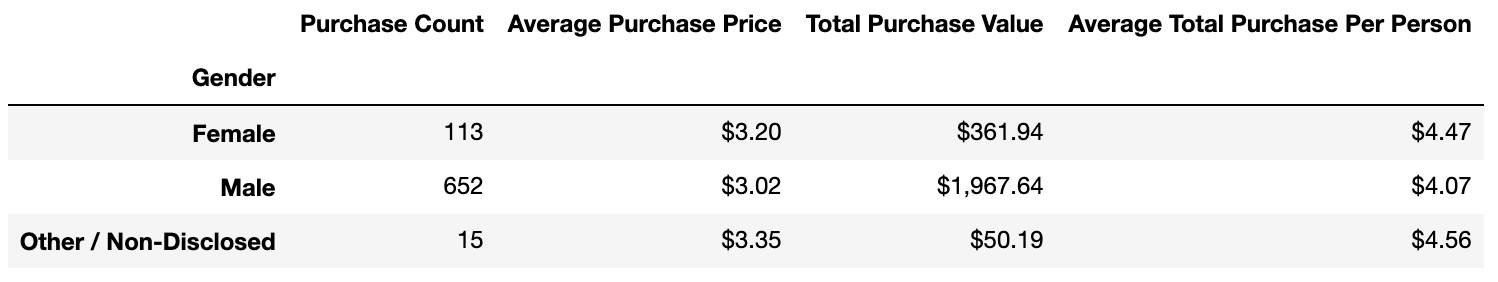 Purchase Count Average Purchase Price Total Purchase Value Average Total Purchase Per Person
Gender
Female 113 $3.20 $361.94 $4.47
Male 652 $3.02 $1,967.64 $4.07
Other / Non-Disclosed 15 $3.35 $50.19 $4.56